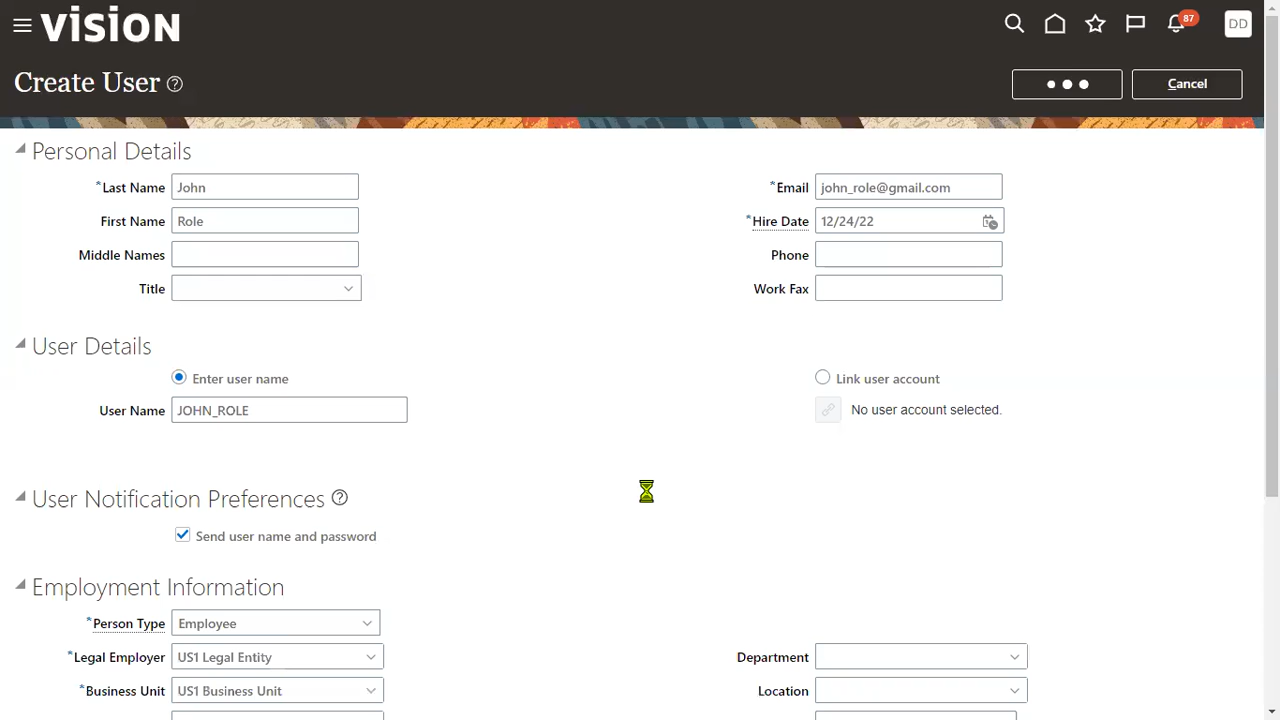 vision
87
DD
Create User
Cancel
Personal Details
*Last Name John
*Email john_role@gmail.com
First Name Role
*Hire Date 12/24/22
Middle Names
Phone
Title
Work Fax
User Details
Enter user name
Link user account
User Name JOHN_ROLE
No user account selected.
User Notification Preferences
Send user name and password
Employment Information
*Person Type Employee
*Legal Employer US1 Legal Entity
Department
*Business Unit US1 Business Unit
Location